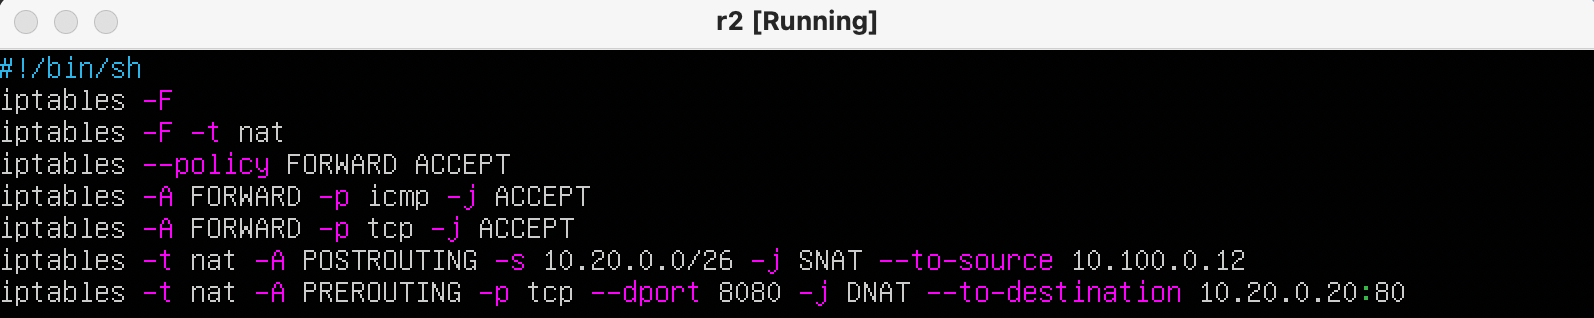 r2 [Running]
#!/bin/sh
iptables -F
iptables -F -t nat
iptables --policy FORWARD ACCEPT
iptables -A FORWARD -p icmp -j ACCEPT
iptables -A FORWARD -p tcp -j ACCEPT
iptables -t nat -A POSTROUTING -s 10.20.0.0/26 -j SNAT --to-source 10.100.0.12
iptables -t nat -A PREROUTING -p tcp --dport 8080 -j DNAT --to-destination 10.20.0.20:80